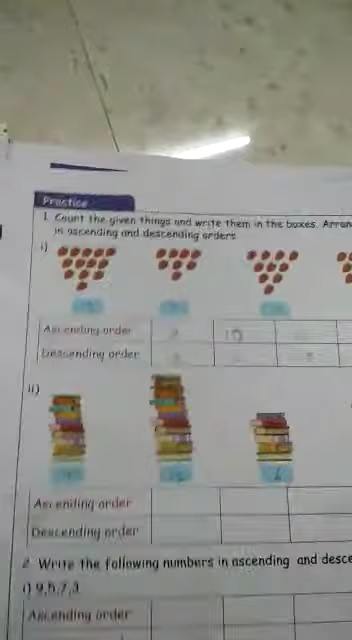 Practice
1. Count the given things and write them in the boxes. Arran
in ascending and descending orders
i)
Ascending order 10
Descending order
ii)
6
Ascending order
Descending order
2. Write the following numbers in ascending and desce
i) 9,5,7,3
Ascending order